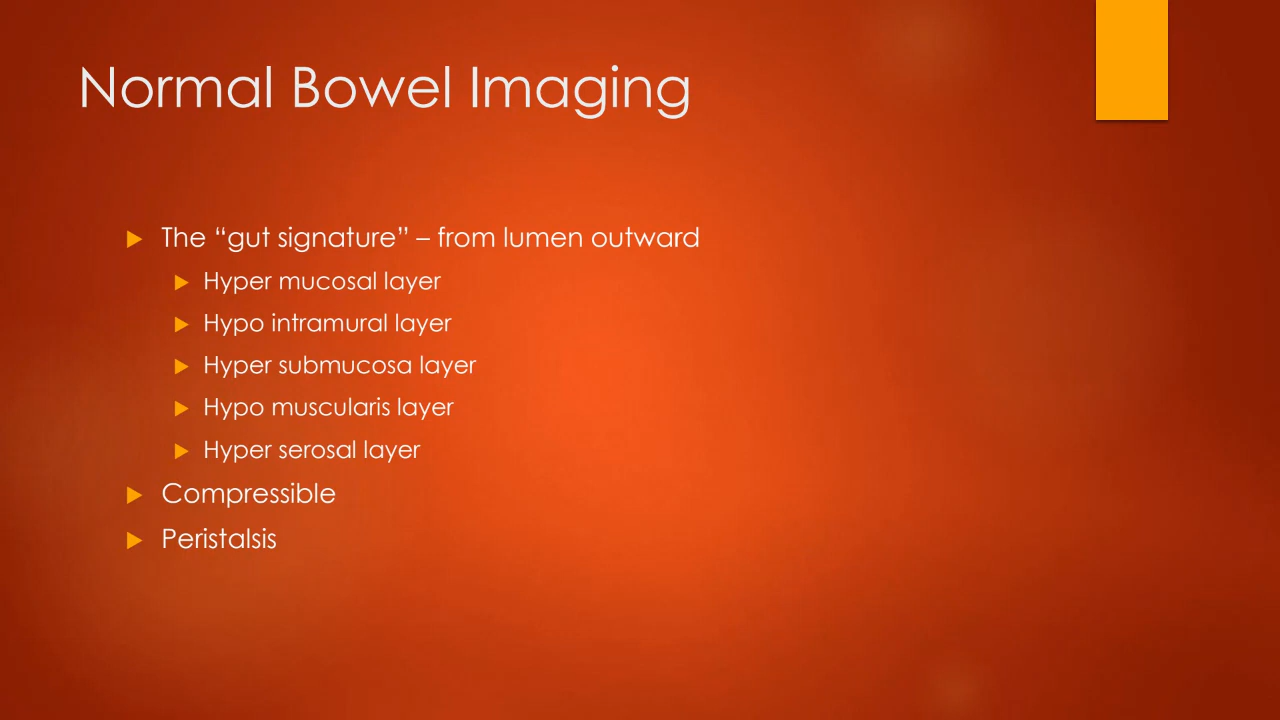 Normal Bowel Imaging
The “gut signature” – from lumen outward
Hyper mucosal layer
Hypo intramural layer
Hyper submucosa layer
Hypo muscularis layer
Hyper serosal layer
Compressible
Peristalsis